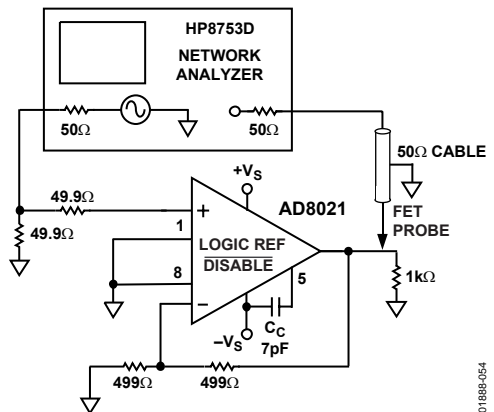 HP8753D
NETWORK
ANALYZER
50Ω
50Ω
50Ω CABLE
+VS
49.9Ω
AD8021
FET
PROBE
+
49.9Ω
1
LOGIC REF
DISABLE
8
5
1kΩ
–
CC
7pF
–VS
499Ω
499Ω
01888-054